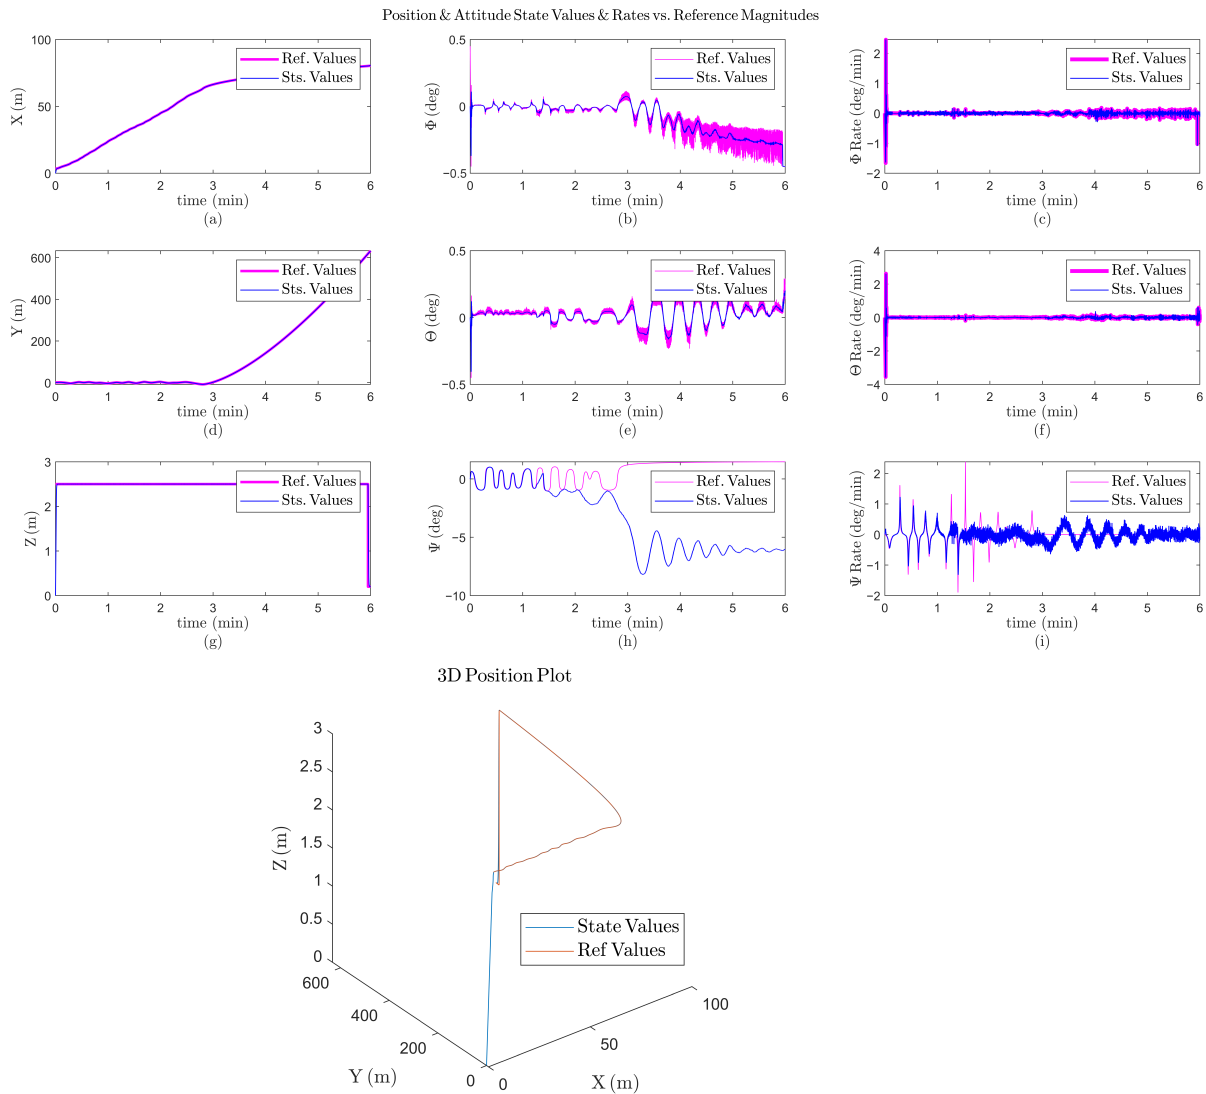 Position & Attitude State Values & Rates vs. Reference Magnitudes
100
50
0
X (m)
Ref. Values
Sts. Values
0 1 2 3 4 5 6
time (min)
(a)
0.5
0
−0.5
Φ (deg)
Ref. Values
Sts. Values
0 1 2 3 4 5 6
time (min)
(b)
2
1
0
−1
−2
Φ Rate (deg/min)
Ref. Values
Sts. Values
0 1 2 3 4 5 6
time (min)
(c)
600
400
200
0
Y (m)
Ref. Values
Sts. Values
0 1 2 3 4 5 6
time (min)
(d)
0.5
0
−0.5
Θ (deg)
Ref. Values
Sts. Values
0 1 2 3 4 5 6
time (min)
(e)
4
2
0
−2
−4
Θ Rate (deg/min)
Ref. Values
Sts. Values
0 1 2 3 4 5 6
time (min)
(f)
3
2
1
0
Z (m)
Ref. Values
Sts. Values
0 1 2 3 4 5 6
time (min)
(g)
0
−5
−10
Ψ (deg)
Ref. Values
Sts. Values
0 1 2 3 4 5 6
time (min)
(h)
2
1
0
−1
−2
Ψ Rate (deg/min)
Ref. Values
Sts. Values
0 1 2 3 4 5 6
time (min)
(i)
3D Position Plot
3
2.5
2
1.5
1
0.5
0
Z (m)
State Values
Ref Values
600
400
200
0
Y (m)
0
50
100
X (m)